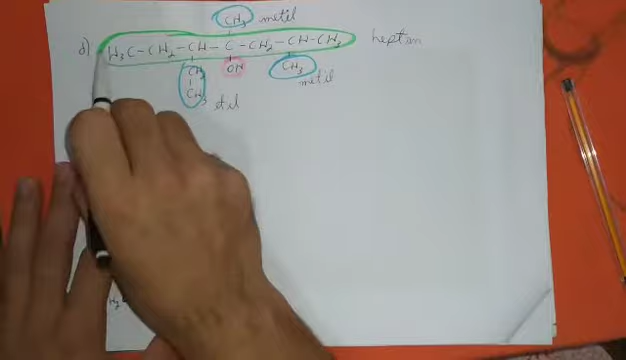 CH₃ metil
d) H₃C - CH₂ - CH - C - CH₂ - CH - CH₃ heptan
CH₂ OH CH₃ metil
CH₃ etil